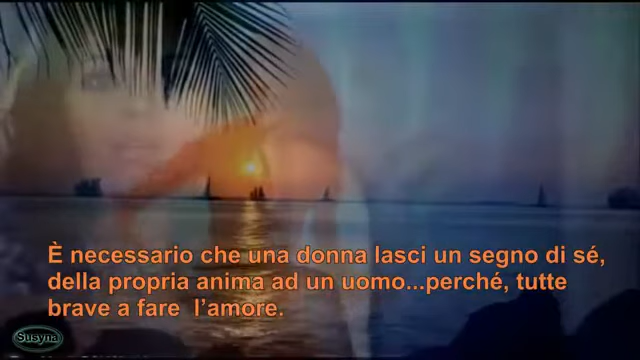 È necessario che una donna lasci un segno di sé,
della propria anima ad un uomo...perché, tutte
brave a fare  l’amore.
Susyna